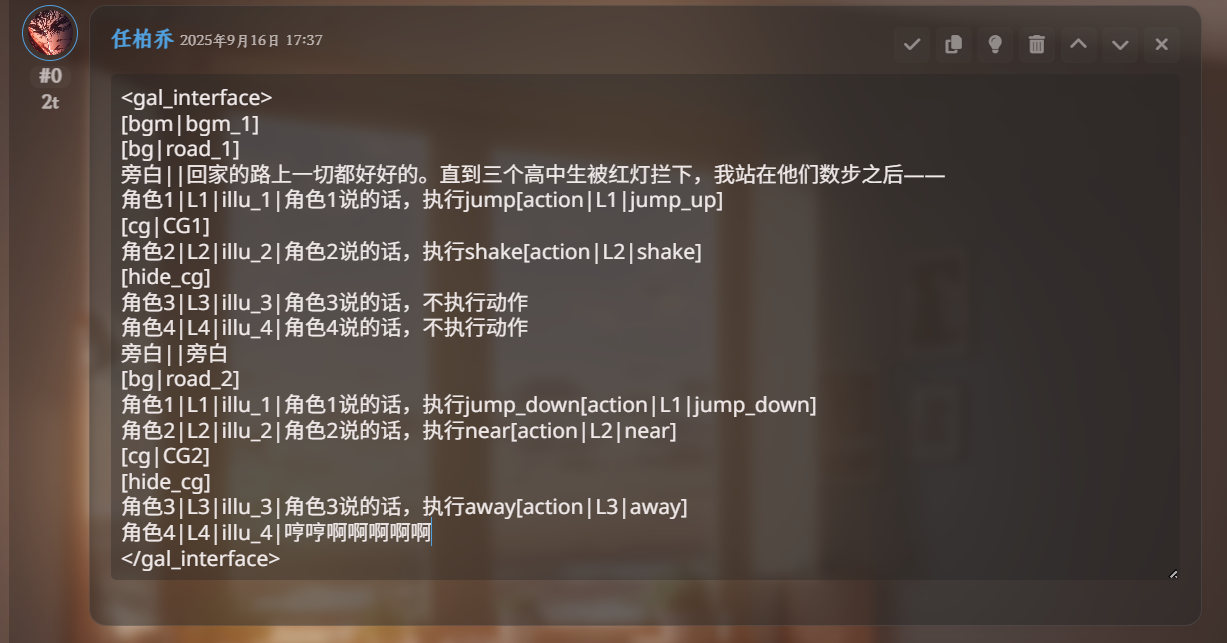 任柏乔 2025年9月16日 17:37
#0
2t
<gal_interface>
[bgm|bgm_1]
[bg|road_1]
旁白||回家的路上一切都好好的。直到三个高中生被红灯拦下，我站在他们数步之后——
角色1|L1|illu_1|角色1说的话，执行jump[action|L1|jump_up]
[cg|CG1]
角色2|L2|illu_2|角色2说的话，执行shake[action|L2|shake]
[hide_cg]
角色3|L3|illu_3|角色3说的话，不执行动作
角色4|L4|illu_4|角色4说的话，不执行动作
旁白||旁白
[bg|road_2]
角色1|L1|illu_1|角色1说的话，执行jump_down[action|L1|jump_down]
角色2|L2|illu_2|角色2说的话，执行near[action|L2|near]
[cg|CG2]
[hide_cg]
角色3|L3|illu_3|角色3说的话，执行away[action|L3|away]
角色4|L4|illu_4|哼哼啊啊啊啊啊
</gal_interface>